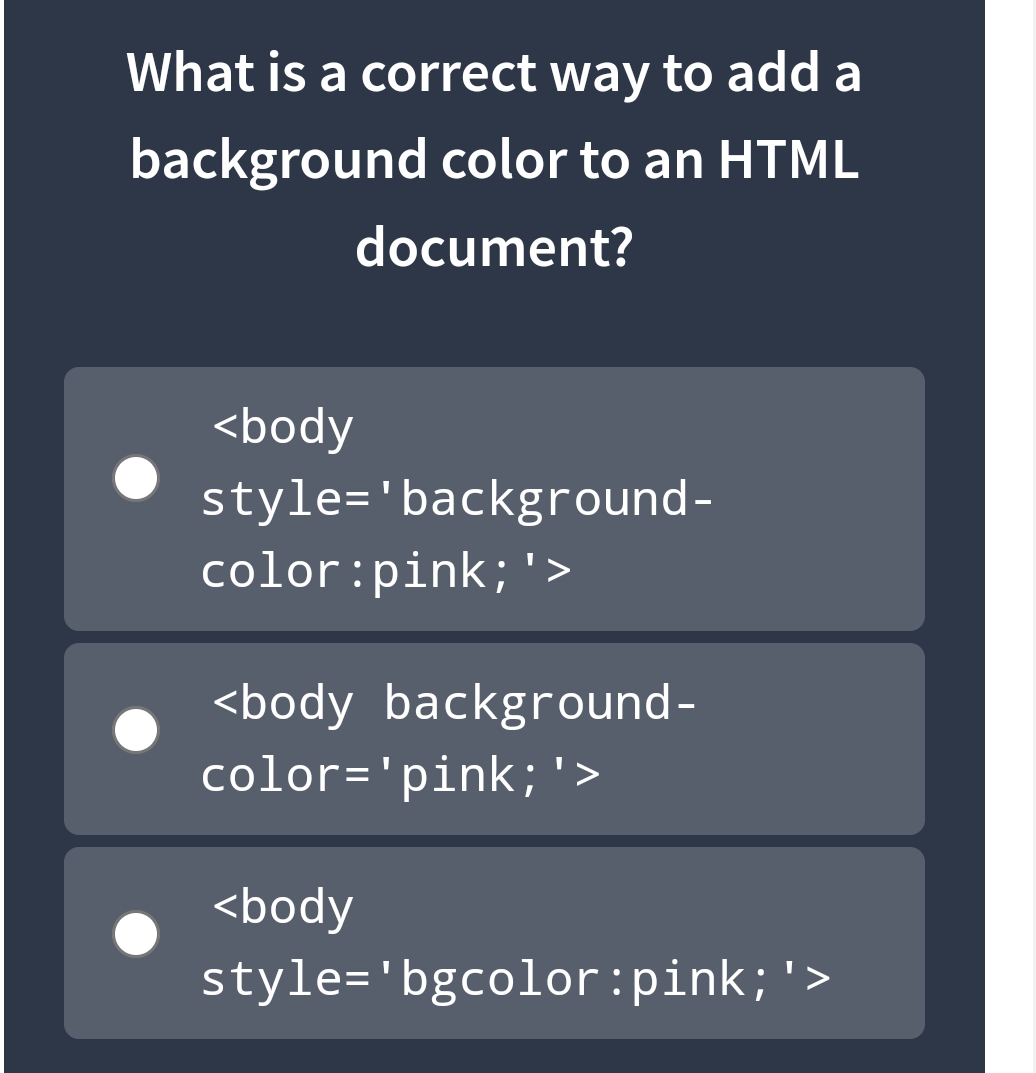 What is a correct way to add a
background color to an HTML
document?
<body
style='background-
color:pink;'>
<body background-
color='pink;'>
<body
style='bgcolor:pink;'>